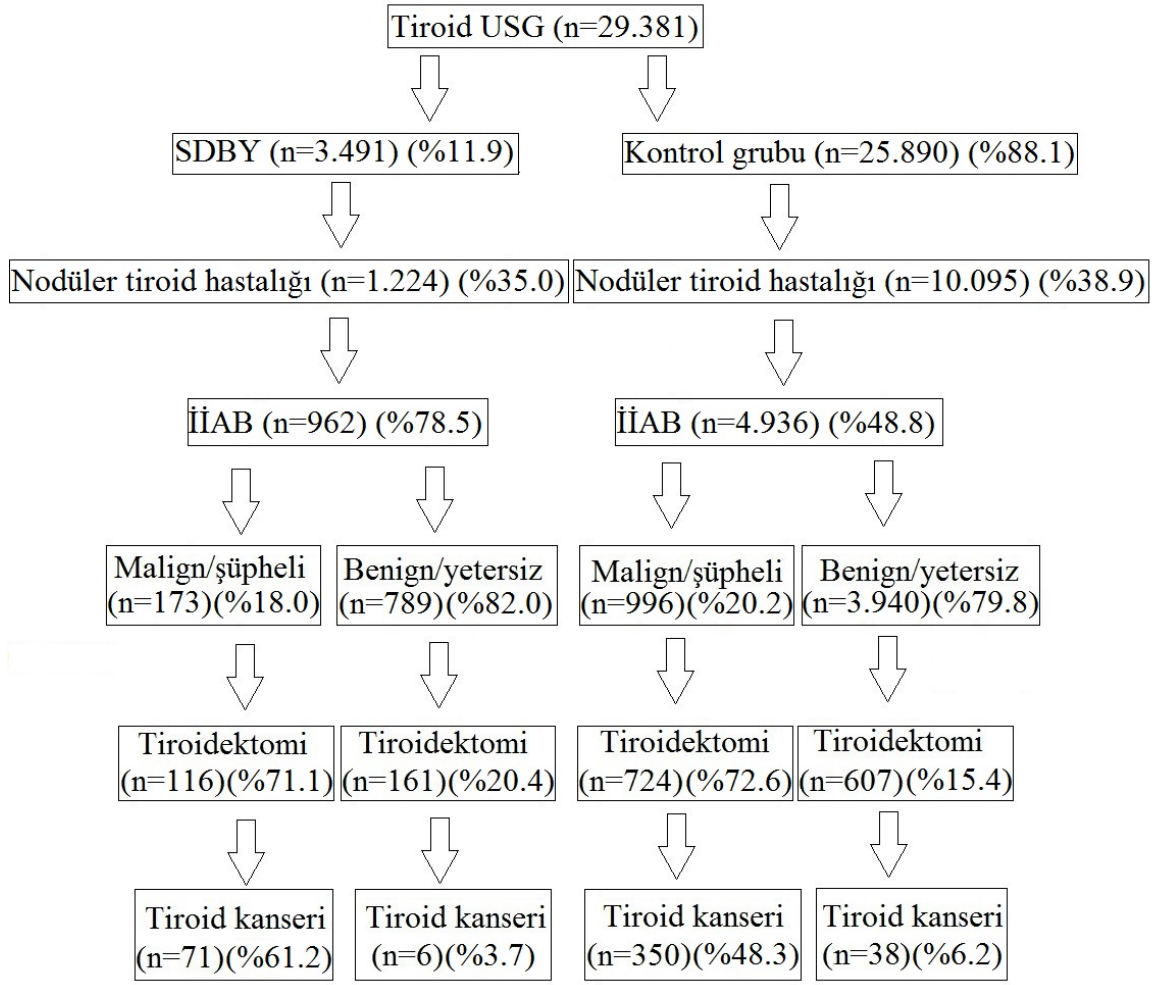 Tiroid USG (n=29.381)
SDBY (n=3.491) (%11.9)
Kontrol grubu (n=25.890) (%88.1)
Nodüler tiroid hastalığı (n=1.224) (%35.0)
Nodüler tiroid hastalığı (n=10.095) (%38.9)
İİAB (n=962) (%78.5)
İİAB (n=4.936) (%48.8)
Malign/şüpheli
(n=173)(%18.0)
Benign/yetersiz
(n=789)(%82.0)
Malign/şüpheli
(n=996)(%20.2)
Benign/yetersiz
(n=3.940)(%79.8)
Tiroidektomi
(n=116)(%71.1)
Tiroidektomi
(n=161)(%20.4)
Tiroidektomi
(n=724)(%72.6)
Tiroidektomi
(n=607)(%15.4)
Tiroid kanseri
(n=71)(%61.2)
Tiroid kanseri
(n=6)(%3.7)
Tiroid kanseri
(n=350)(%48.3)
Tiroid kanseri
(n=38)(%6.2)